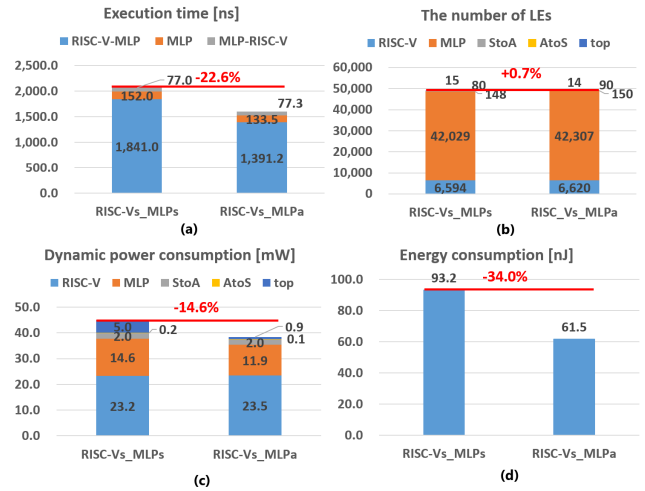 Execution time [ns]
RISC-V-MLP MLP MLP-RISC-V
2,500.0
2,000.0
1,500.0
1,000.0
500.0
0.0
77.0 -22.6%
152.0
77.3
133.5
1,841.0
1,391.2
RISC-Vs_MLPs RISC-Vs_MLPa
(a)
The number of LEs
RISC-V MLP StoA AtoS top
60,000
50,000
40,000
30,000
20,000
10,000
0
+0.7%
15 80 14 90
148 150
42,029 42,307
6,594 6,620
RISC-Vs_MLPs RISC-Vs_MLPa
(b)
Dynamic power consumption [mW]
RISC-V MLP StoA AtoS top
50.0
40.0
30.0
20.0
10.0
0.0
-14.6%
5.0 0.2 0.9
2.0 2.0 0.1
14.6 11.9
23.2 23.5
RISC-Vs_MLPs RISC-Vs_MLPa
(c)
Energy consumption [nJ]
100.0
80.0
60.0
40.0
20.0
0.0
93.2 -34.0%
61.5
RISC-Vs_MLPs RISC-Vs_MLPa
(d)